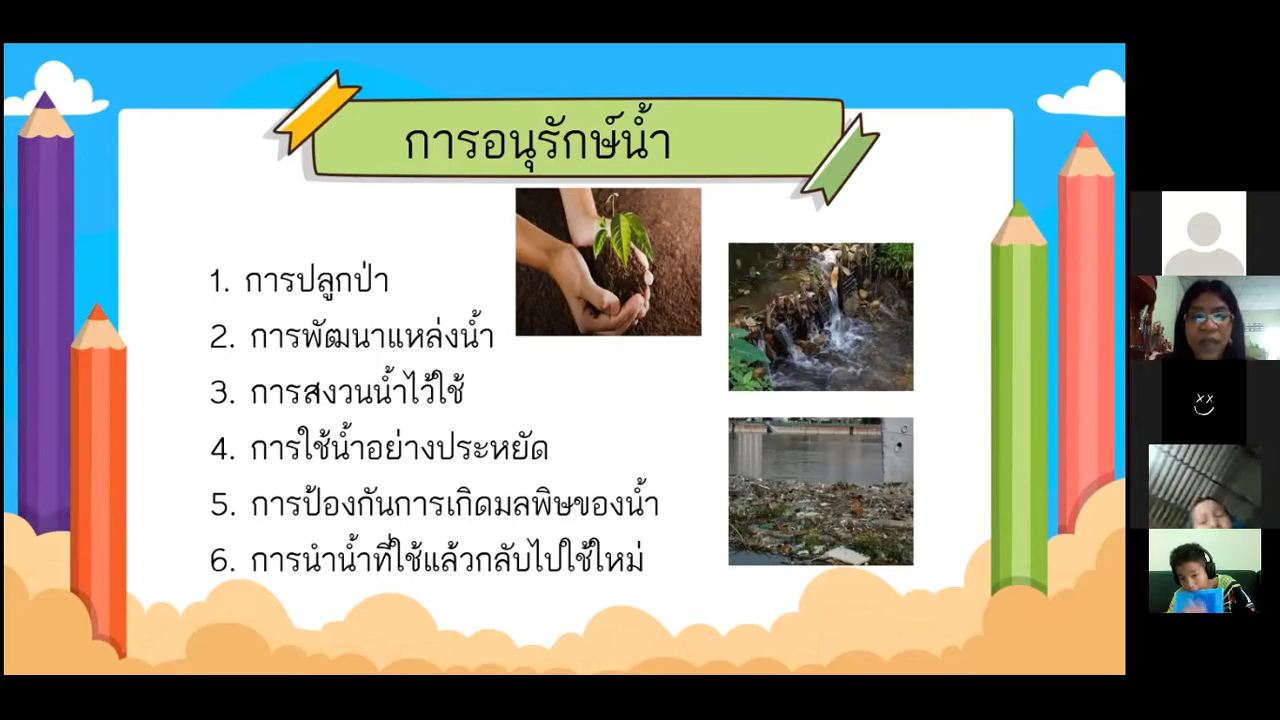 การอนุรักษ์น้ำ
1. การปลูกป่า
2. การพัฒนาแหล่งน้ำ
3. การสงวนน้ำไว้ใช้
4. การใช้น้ำอย่างประหยัด
5. การป้องกันการเกิดมลพิษของน้ำ
6. การนำน้ำที่ใช้แล้วกลับไปใช้ใหม่